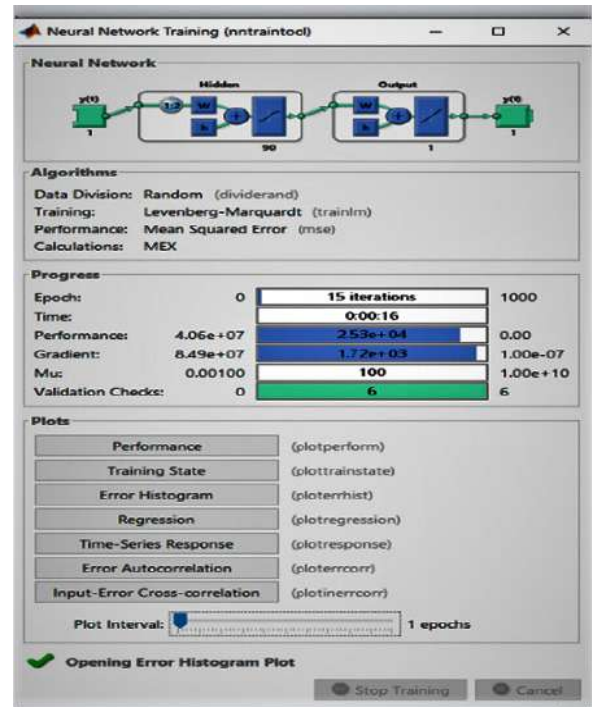 Neural Network Training (nntraintool)
Neural Network
Hidden
Output
y(t)
1:2
W
b
W
b
y(t)
1
90
1
1
Algorithms
Data Division: Random (dividerand)
Training: Levenberg-Marquardt (trainlm)
Performance: Mean Squared Error (mse)
Calculations: MEX
Progress
Epoch: 0 15 iterations 1000
Time: 0:00:16
Performance: 4.06e+07 2.53e+04 0.00
Gradient: 8.49e+07 1.72e+03 1.00e-07
Mu: 0.00100 100 1.00e+10
Validation Checks: 0 6 6
Plots
Performance (plotperform)
Training State (plottrainstate)
Error Histogram (ploterrhist)
Regression (plotregression)
Time-Series Response (plotresponse)
Error Autocorrelation (ploterrcorr)
Input-Error Cross-correlation (plotinerrcorr)
Plot Interval: 1 epochs
Opening Error Histogram Plot
Stop Training Cancel